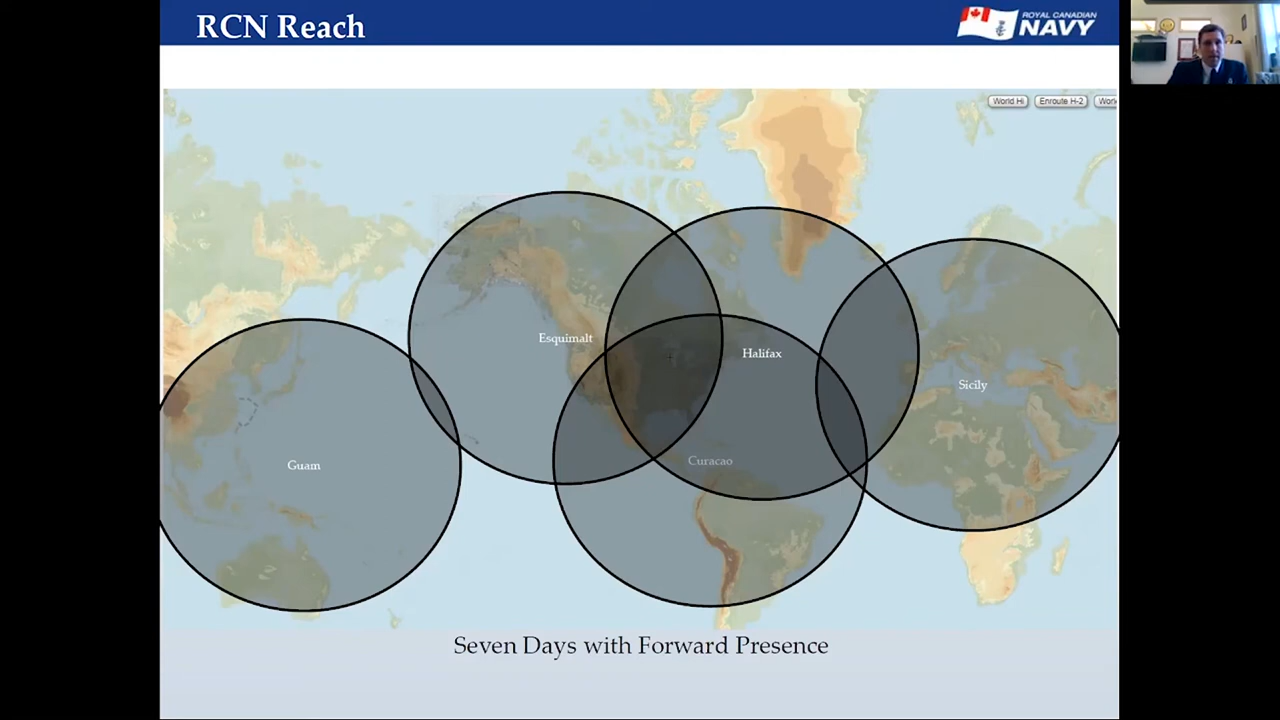 RCN Reach
ROYAL CANADIAN
NAVY
World Hi
Enroute H-2
Worl
Esquimalt
Halifax
Sicily
Curacao
Guam
Seven Days with Forward Presence